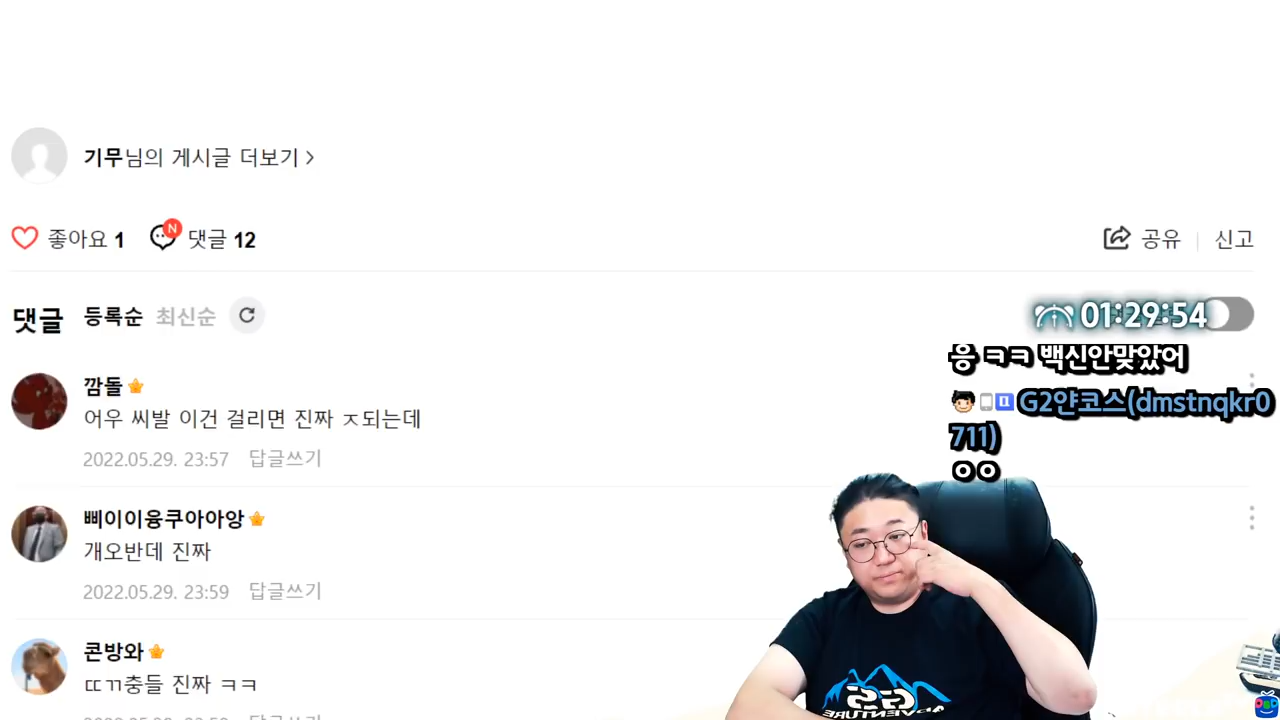 기무님의 게시글 더보기 >
좋아요 1 댓글 12
N
공유 | 신고
댓글 등록순 최신순
01:29:54
응 ㅋㅋ 백신안맞았어
G2얀코스(dmstnqkr0
711)
ㅇㅇ
깜돌
어우 씨발 이건 걸리면 진짜 ㅈ되는데
2022.05.29. 23:57 답글쓰기
삐이이융쿠아아앙
개오반데 진짜
2022.05.29. 23:59 답글쓰기
콘방와
ㄸㄲ충들 진짜 ㅋㅋ
ADVENTURE